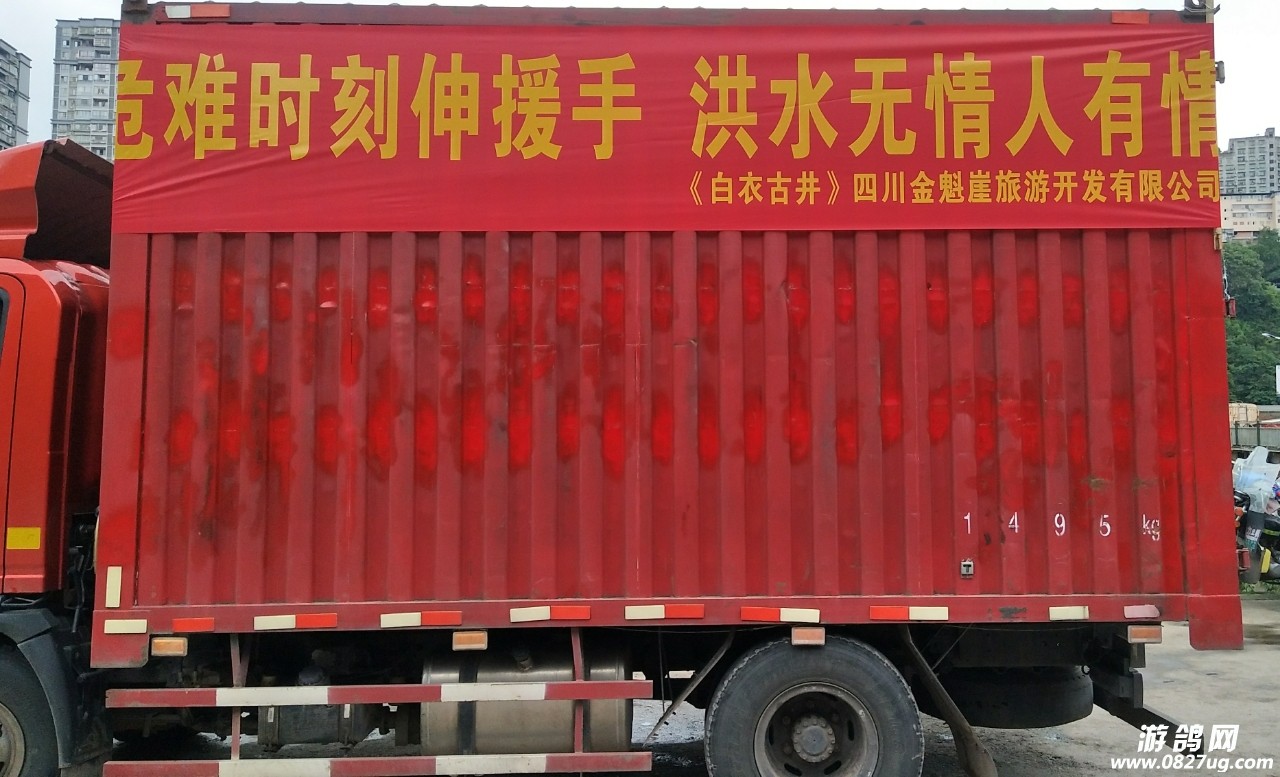 危难时刻伸援手 洪水无情人有情
《白衣古井》四川金魁崖旅游开发有限公司
1495kg
游鸽网
www.0827ug.com